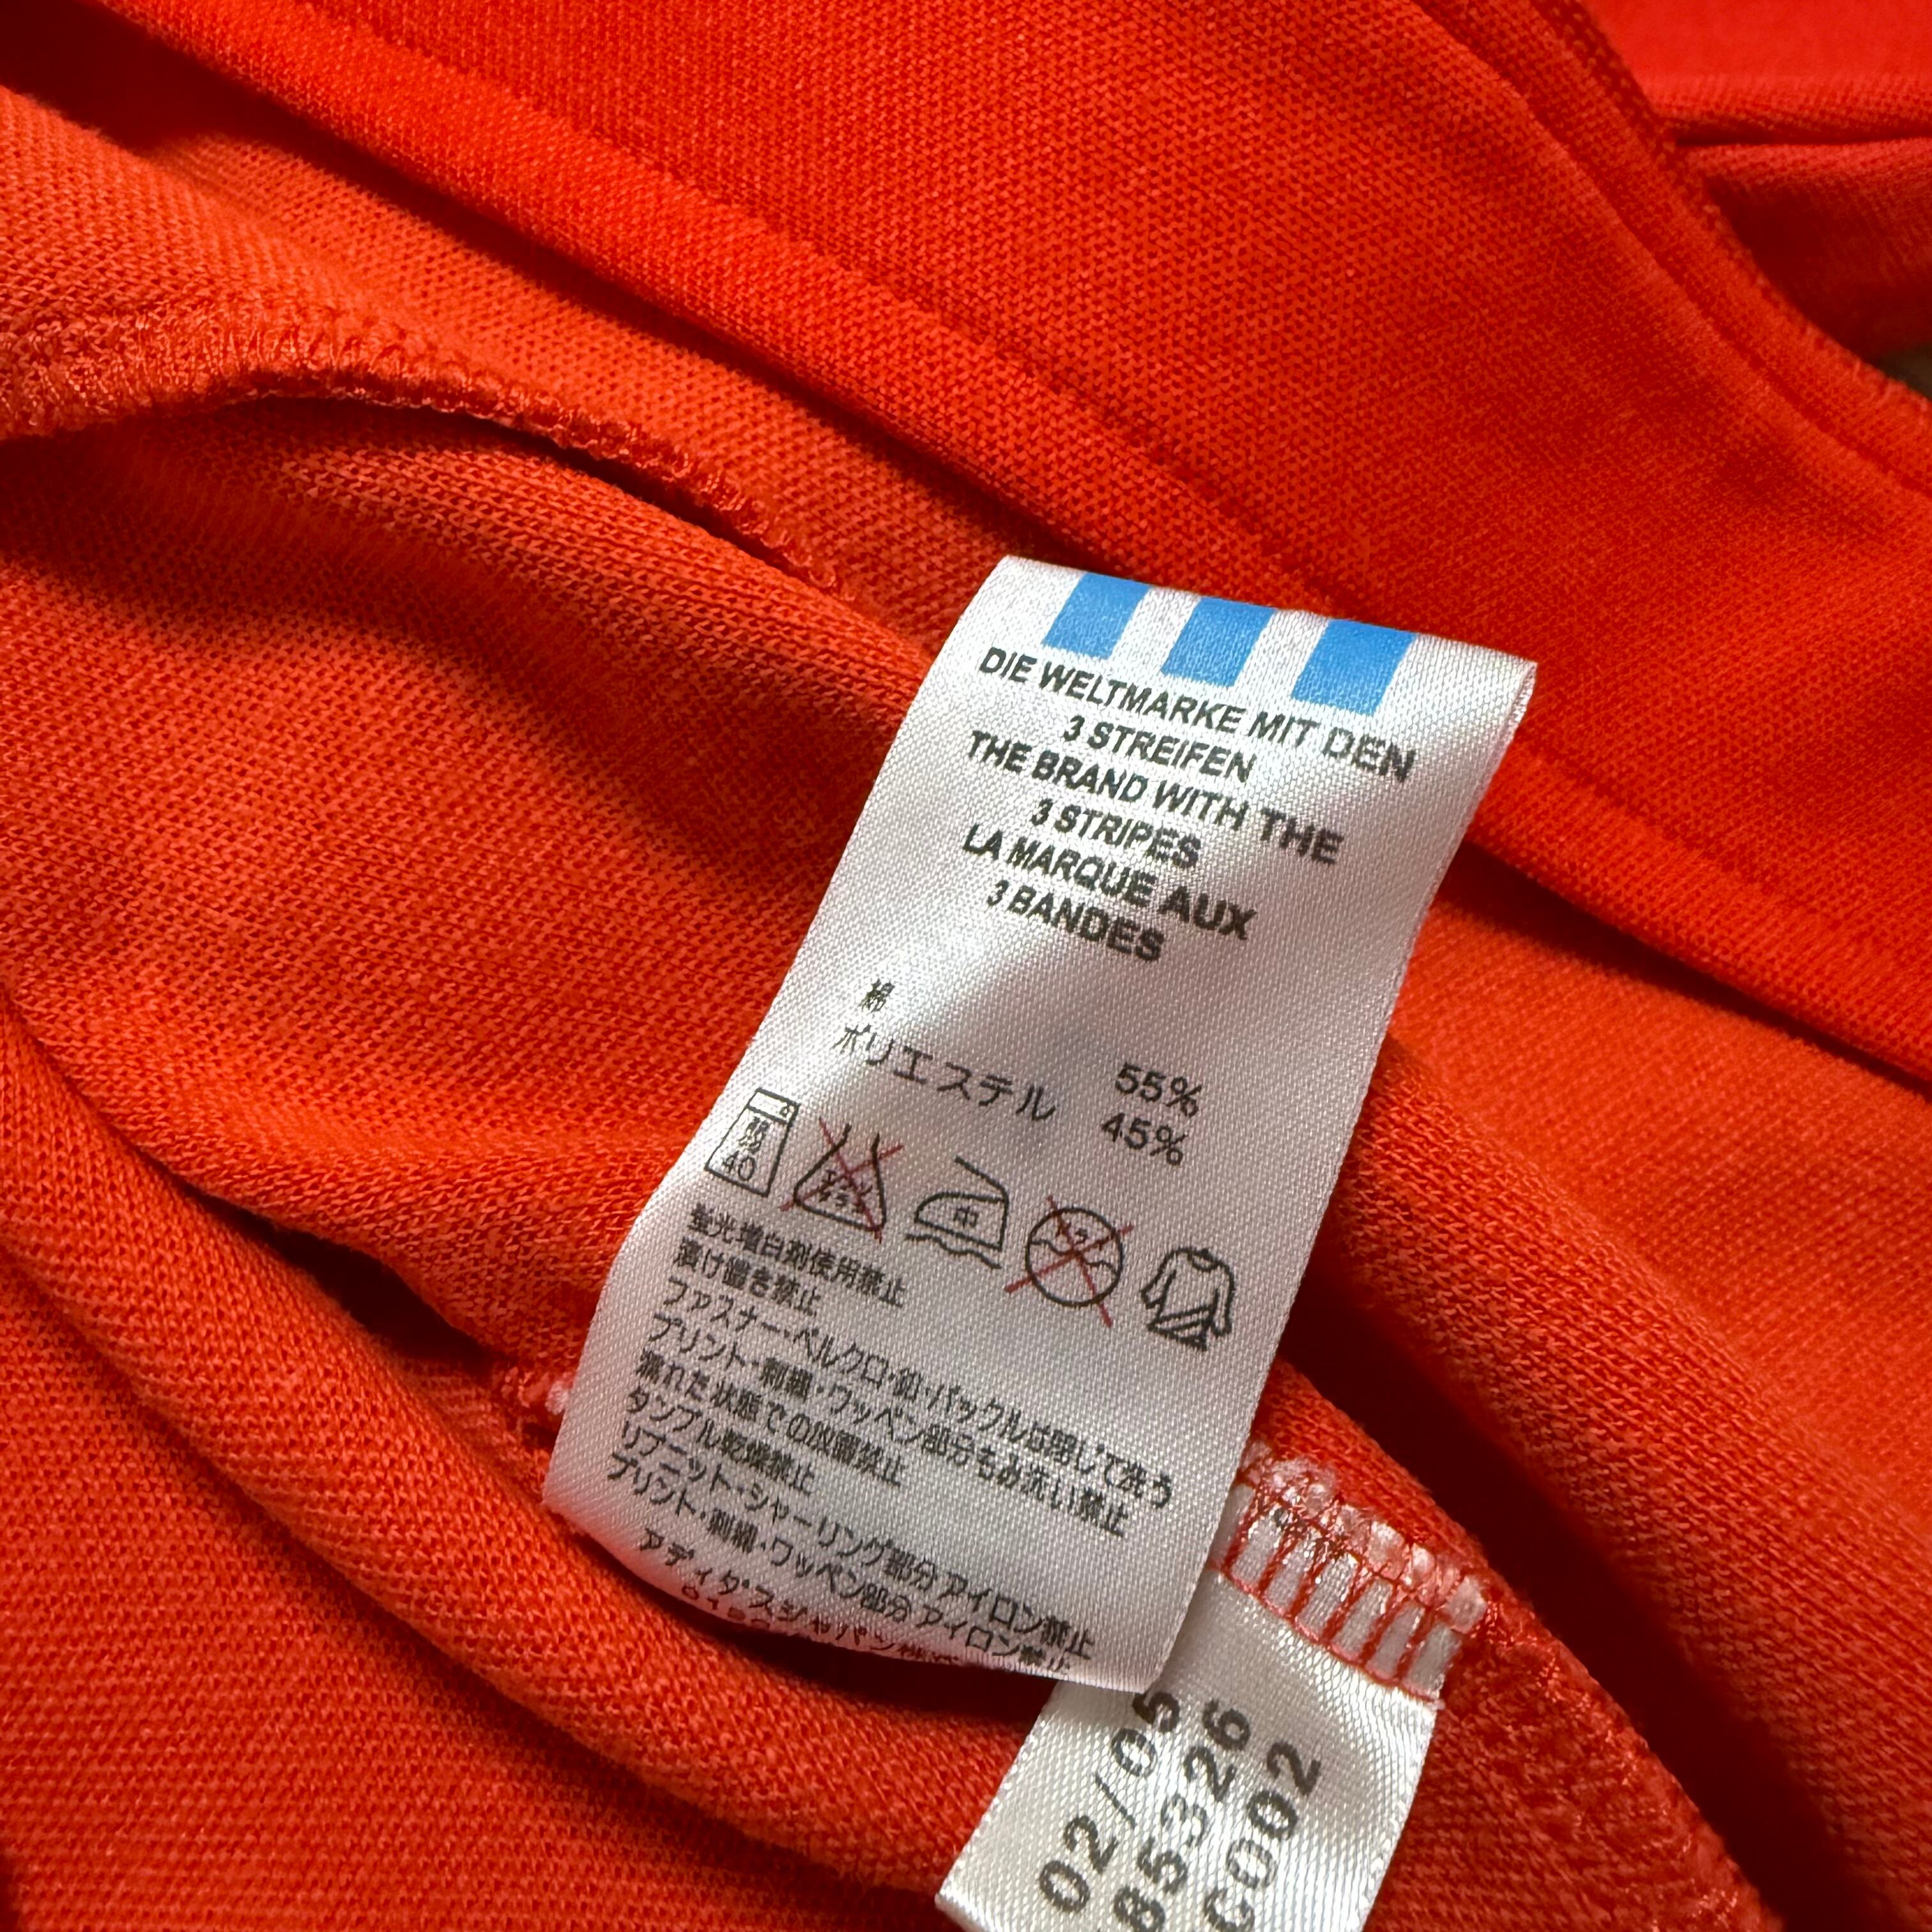 DIE WELTMARKE MIT DEN
3 STREIFEN
THE BRAND WITH THE
3 STRIPES
LA MARQUE AUX
3 BANDES
綿 55%
ポリエステル 45%
40
中
蛍光増白剤使用禁止
漬け置き禁止
ファスナー・ベルクロ・釦・バックルは閉じて洗う
プリント・刺繍・ワッペン部分もみ洗い禁止
濡れた状態での放置禁止
タンブル乾燥禁止
リブニット・シャーリング部分アイロン禁止
プリント・刺繍・ワッペン部分アイロン禁止
アディダスジャパン株式
02/05
85326
C002